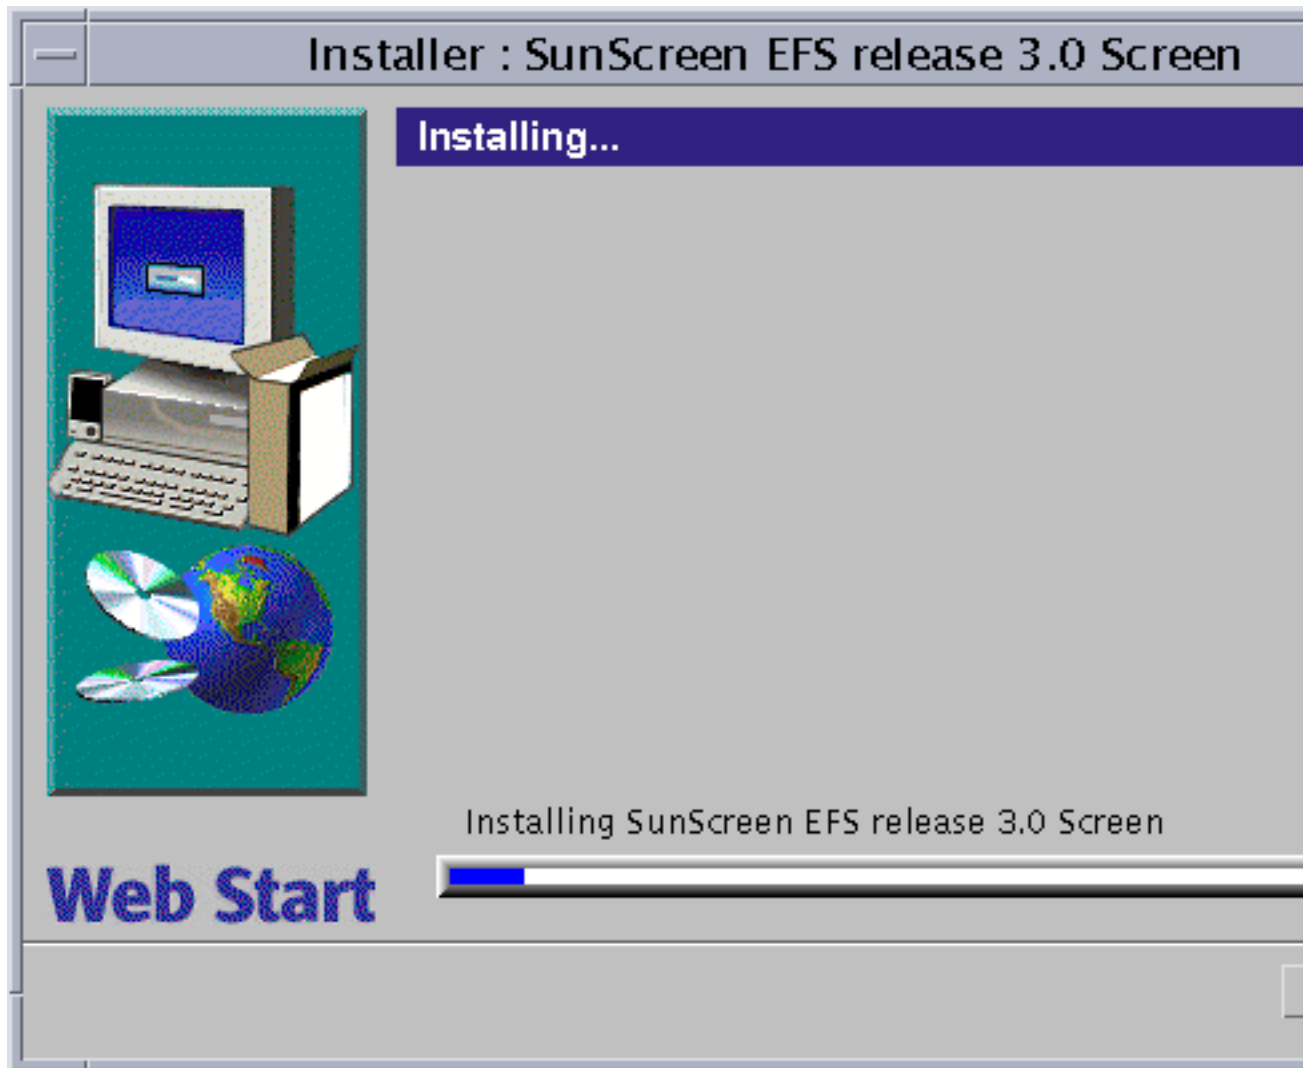 Installer : SunScreen EFS release 3.0 Screen
Installing...
Installing SunScreen EFS release 3.0 Screen
Web Start